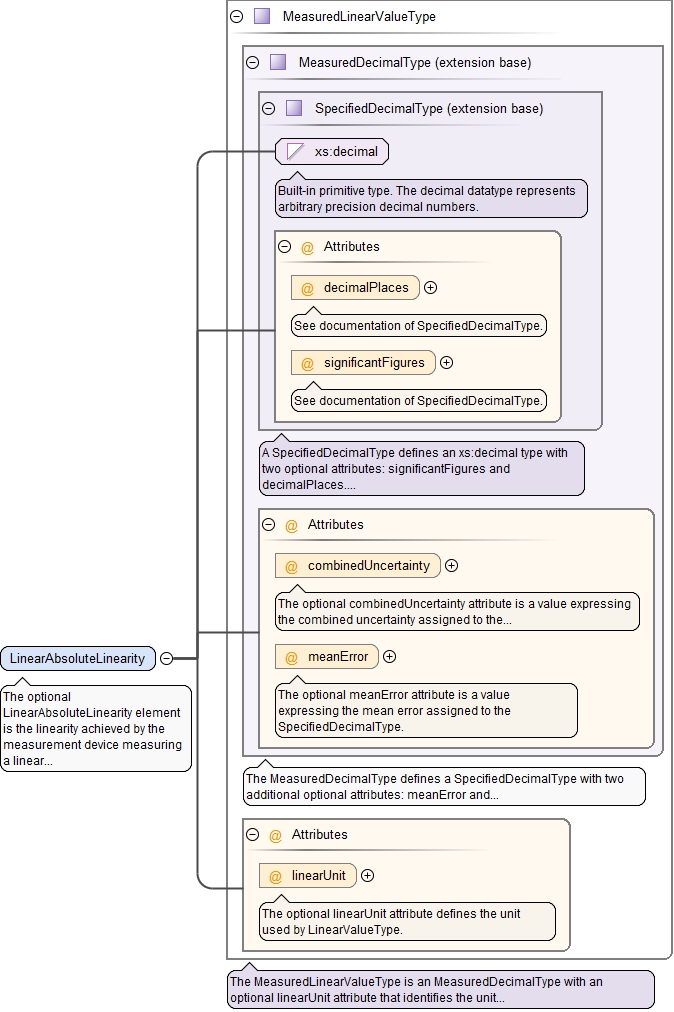 MeasuredLinearValueType
MeasuredDecimalType (extension base)
SpecifiedDecimalType (extension base)
xs:decimal
Built-in primitive type. The decimal datatype represents
arbitrary precision decimal numbers.
@ Attributes
@ decimalPlaces
See documentation of SpecifiedDecimalType.
@ significantFigures
See documentation of SpecifiedDecimalType.
A SpecifiedDecimalType defines an xs:decimal type with
two optional attributes: significantFigures and
decimalPlaces....
@ Attributes
@ combinedUncertainty
The optional combinedUncertainty attribute is a value expressing
the combined uncertainty assigned to the...
@ meanError
The optional meanError attribute is a value
expressing the mean error assigned to the
SpecifiedDecimalType.
LinearAbsoluteLinearity
The optional
LinearAbsoluteLinearity element
is the linearity achieved by the
measurement device measuring
a linear...
The MeasuredDecimalType defines a SpecifiedDecimalType with two
additional optional attributes: meanError and...
@ Attributes
@ linearUnit
The optional linearUnit attribute defines the unit
used by LinearValueType.
The MeasuredLinearValueType is an MeasuredDecimalType with an
optional linearUnit attribute that identifies the unit...